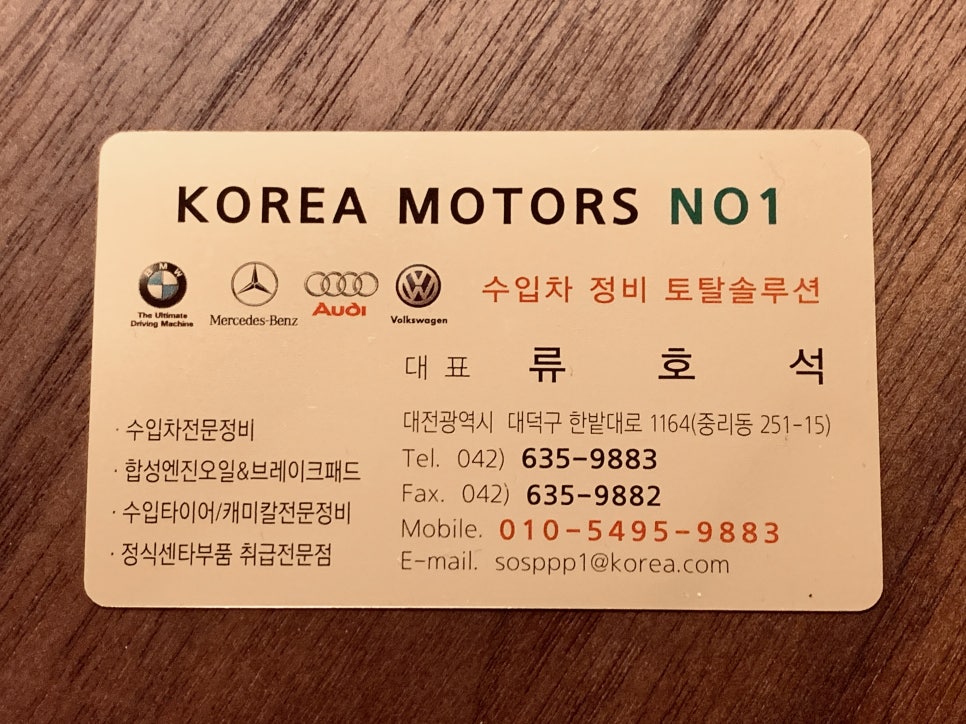 KOREA MOTORS NO1
BMW
The Ultimate
Driving Machine
Mercedes-Benz
Audi
Volkswagen
수입차 정비 토탈솔루션
대 표 류 호 석
· 수입차전문정비
· 합성엔진오일&브레이크패드
· 수입타이어/캐미칼전문정비
· 정식센타부품 취급전문점
대전광역시 대덕구 한밭대로 1164(중리동 251-15)
Tel. 042) 635-9883
Fax. 042) 635-9882
Mobile. 010-5495-9883
E-mail. sosppp1@korea.com